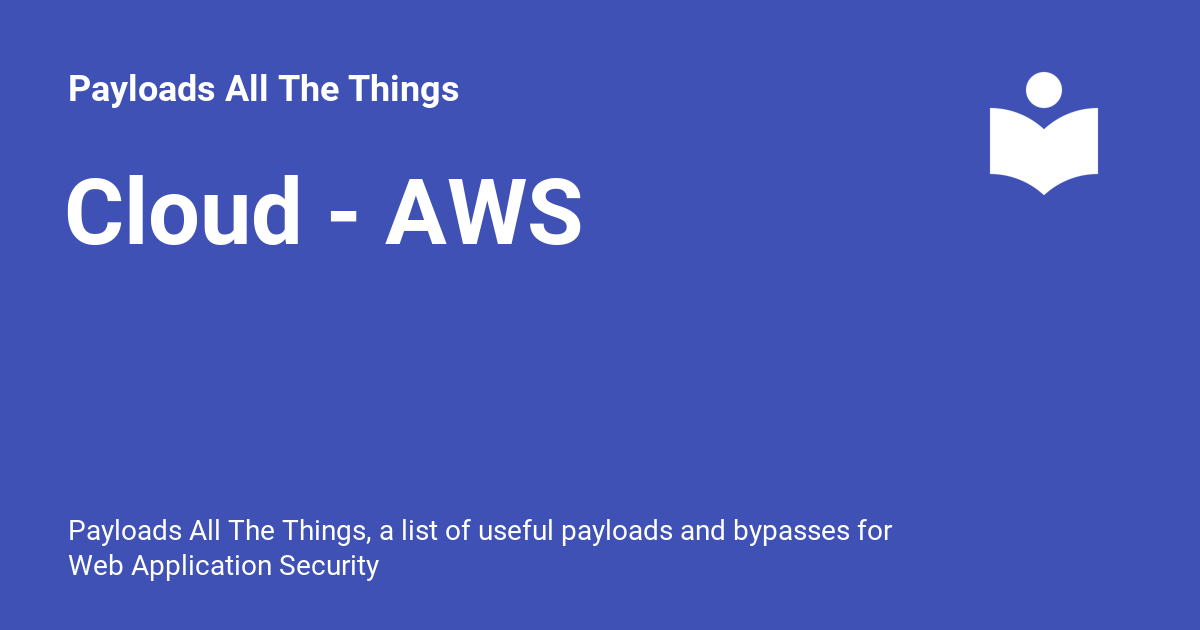 Payloads All The Things
Cloud - AWS
Payloads All The Things, a list of useful payloads and bypasses for
Web Application Security